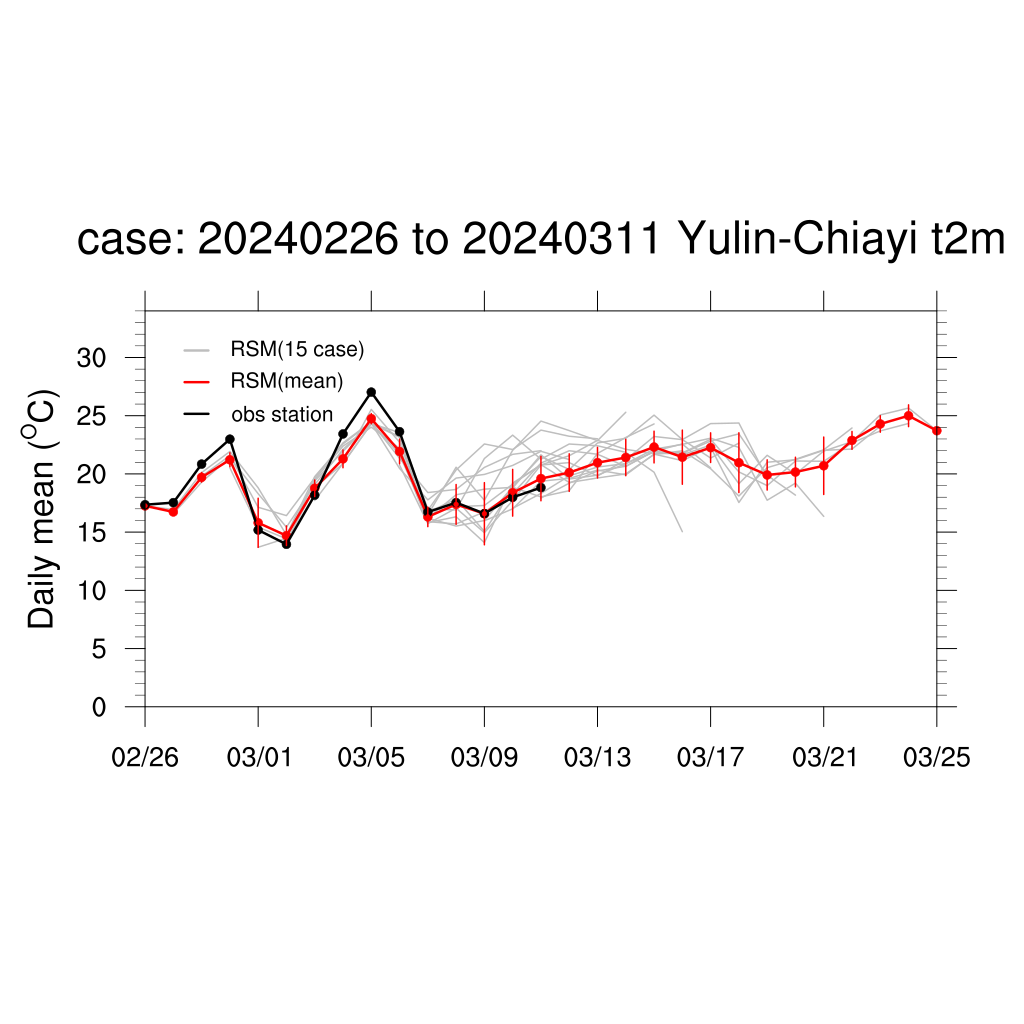 case: 20240226 to 20240311 Yulin-Chiayi t2m
RSM(15 case)
RSM(mean)
obs station
Daily mean (°C)
30
25
20
15
10
5
0
02/26 03/01 03/05 03/09 03/13 03/17 03/21 03/25